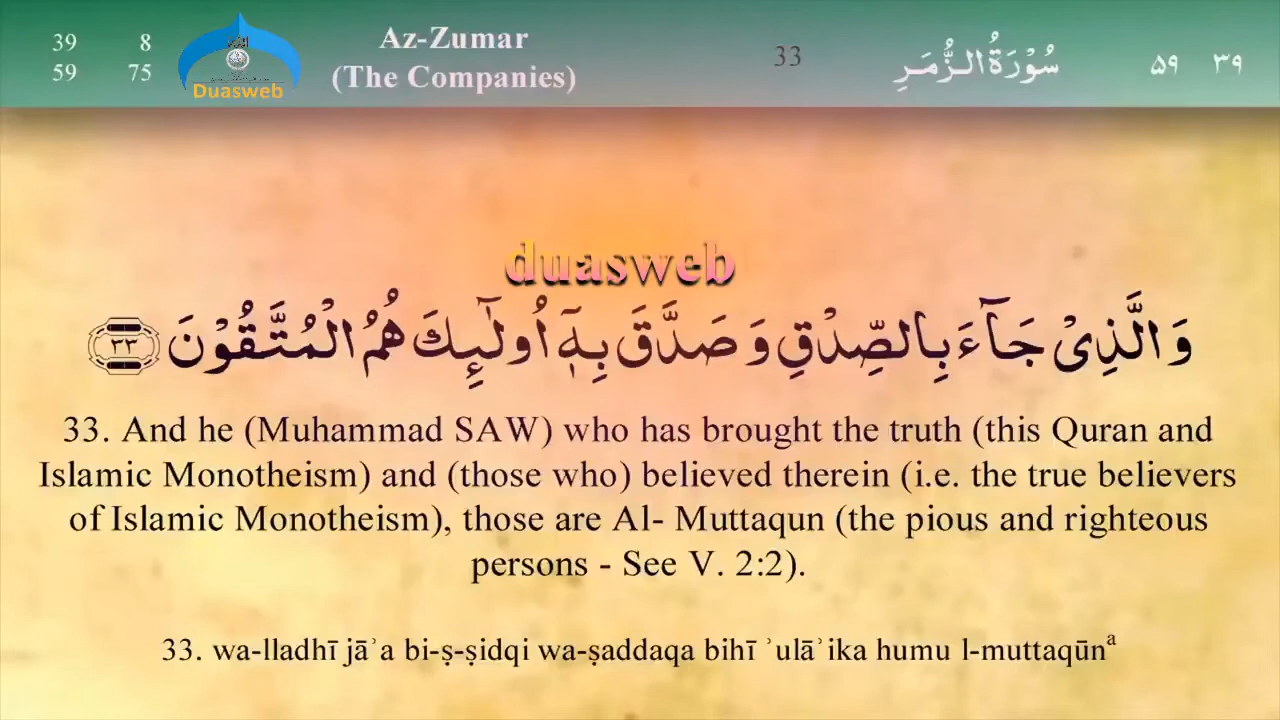 39 8
59 75
Duasweb
Az-Zumar
(The Companies)
33
سُوْرَةُ الزُّمَرِ
٥٩ ٣٩
duasweb
وَالَّذِىْ جَآءَ بِالصِّدْقِ وَ صَدَّقَ بِهٖۤ اُولٰٓئِكَ هُمُ الْمُتَّقُوْنَ ٣٣
33. And he (Muhammad SAW) who has brought the truth (this Quran and
Islamic Monotheism) and (those who) believed therein (i.e. the true believers
of Islamic Monotheism), those are Al- Muttaqun (the pious and righteous
persons - See V. 2:2).
33. wa-lladhī jāʾa bi-ṣ-ṣidqi wa-ṣaddaqa bihī ʾulāʾika humu l-muttaqūnᵃ